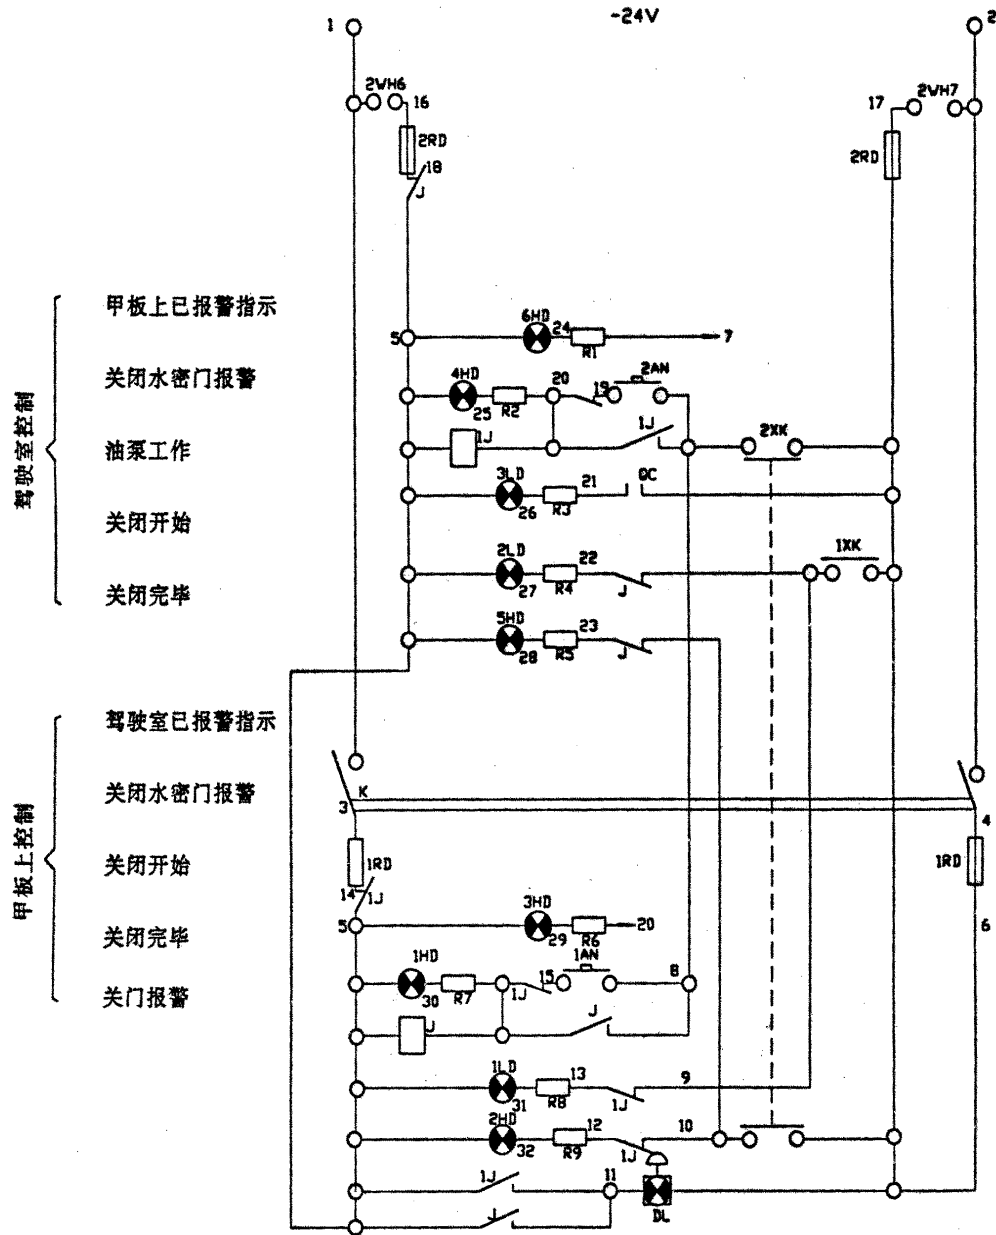 -24V
1
2
2WH6
16
17
2WH7
2RD
2RD
18
J
驾驶室控制
甲板上已报警指示
关闭水密门报警
油泵工作
关闭开始
关闭完毕
5
6HD
24
R1
7
4HD
25
R2
20
19
2AN
1J
1J
2XK
3LD
26
R3
21
QC
2LD
27
R4
22
J
1XK
5HD
28
R5
23
J
甲板上控制
驾驶室已报警指示
关闭水密门报警
关闭开始
关闭完毕
关门报警
K
3
4
1RD
1RD
14
1J
5
3HD
29
R6
20
6
1HD
30
R7
1J
15
1AN
8
J
J
1LD
31
R8
13
1J
9
2HD
32
R9
12
1J
10
1J
11
J
DL